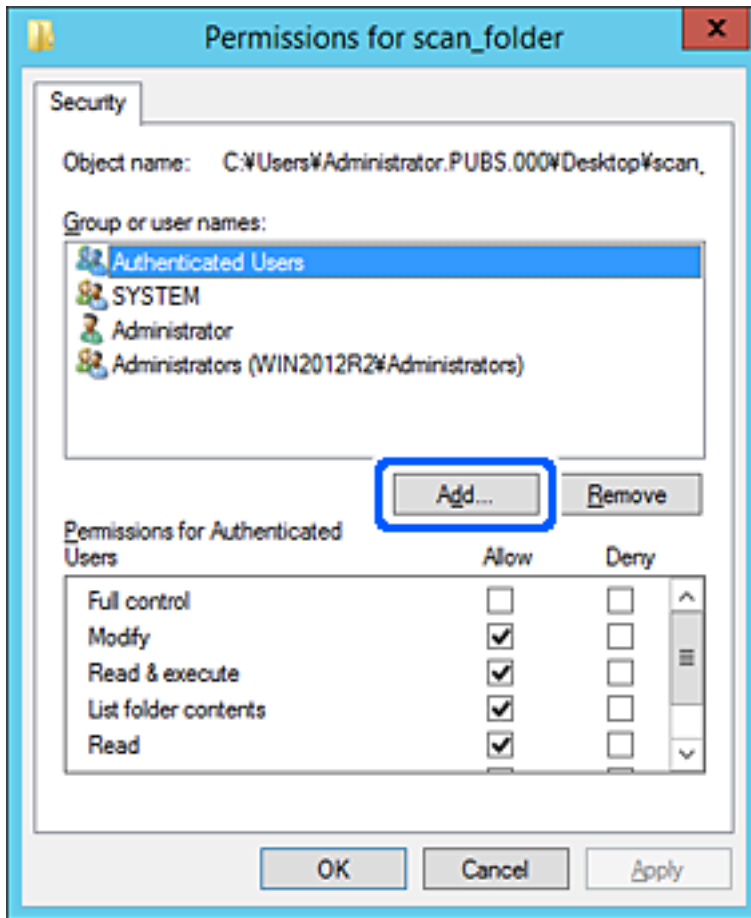 Permissions for scan_folder
Security
Object name: C:¥Users¥Administrator.PUBS.000¥Desktop¥scan_
Group or user names:
Authenticated Users
SYSTEM
Administrator
Administrators (WIN2012R2¥Administrators)
Add... Remove
Permissions for Authenticated
Users Allow Deny
Full control
Modify
Read & execute
List folder contents
Read
OK Cancel Apply